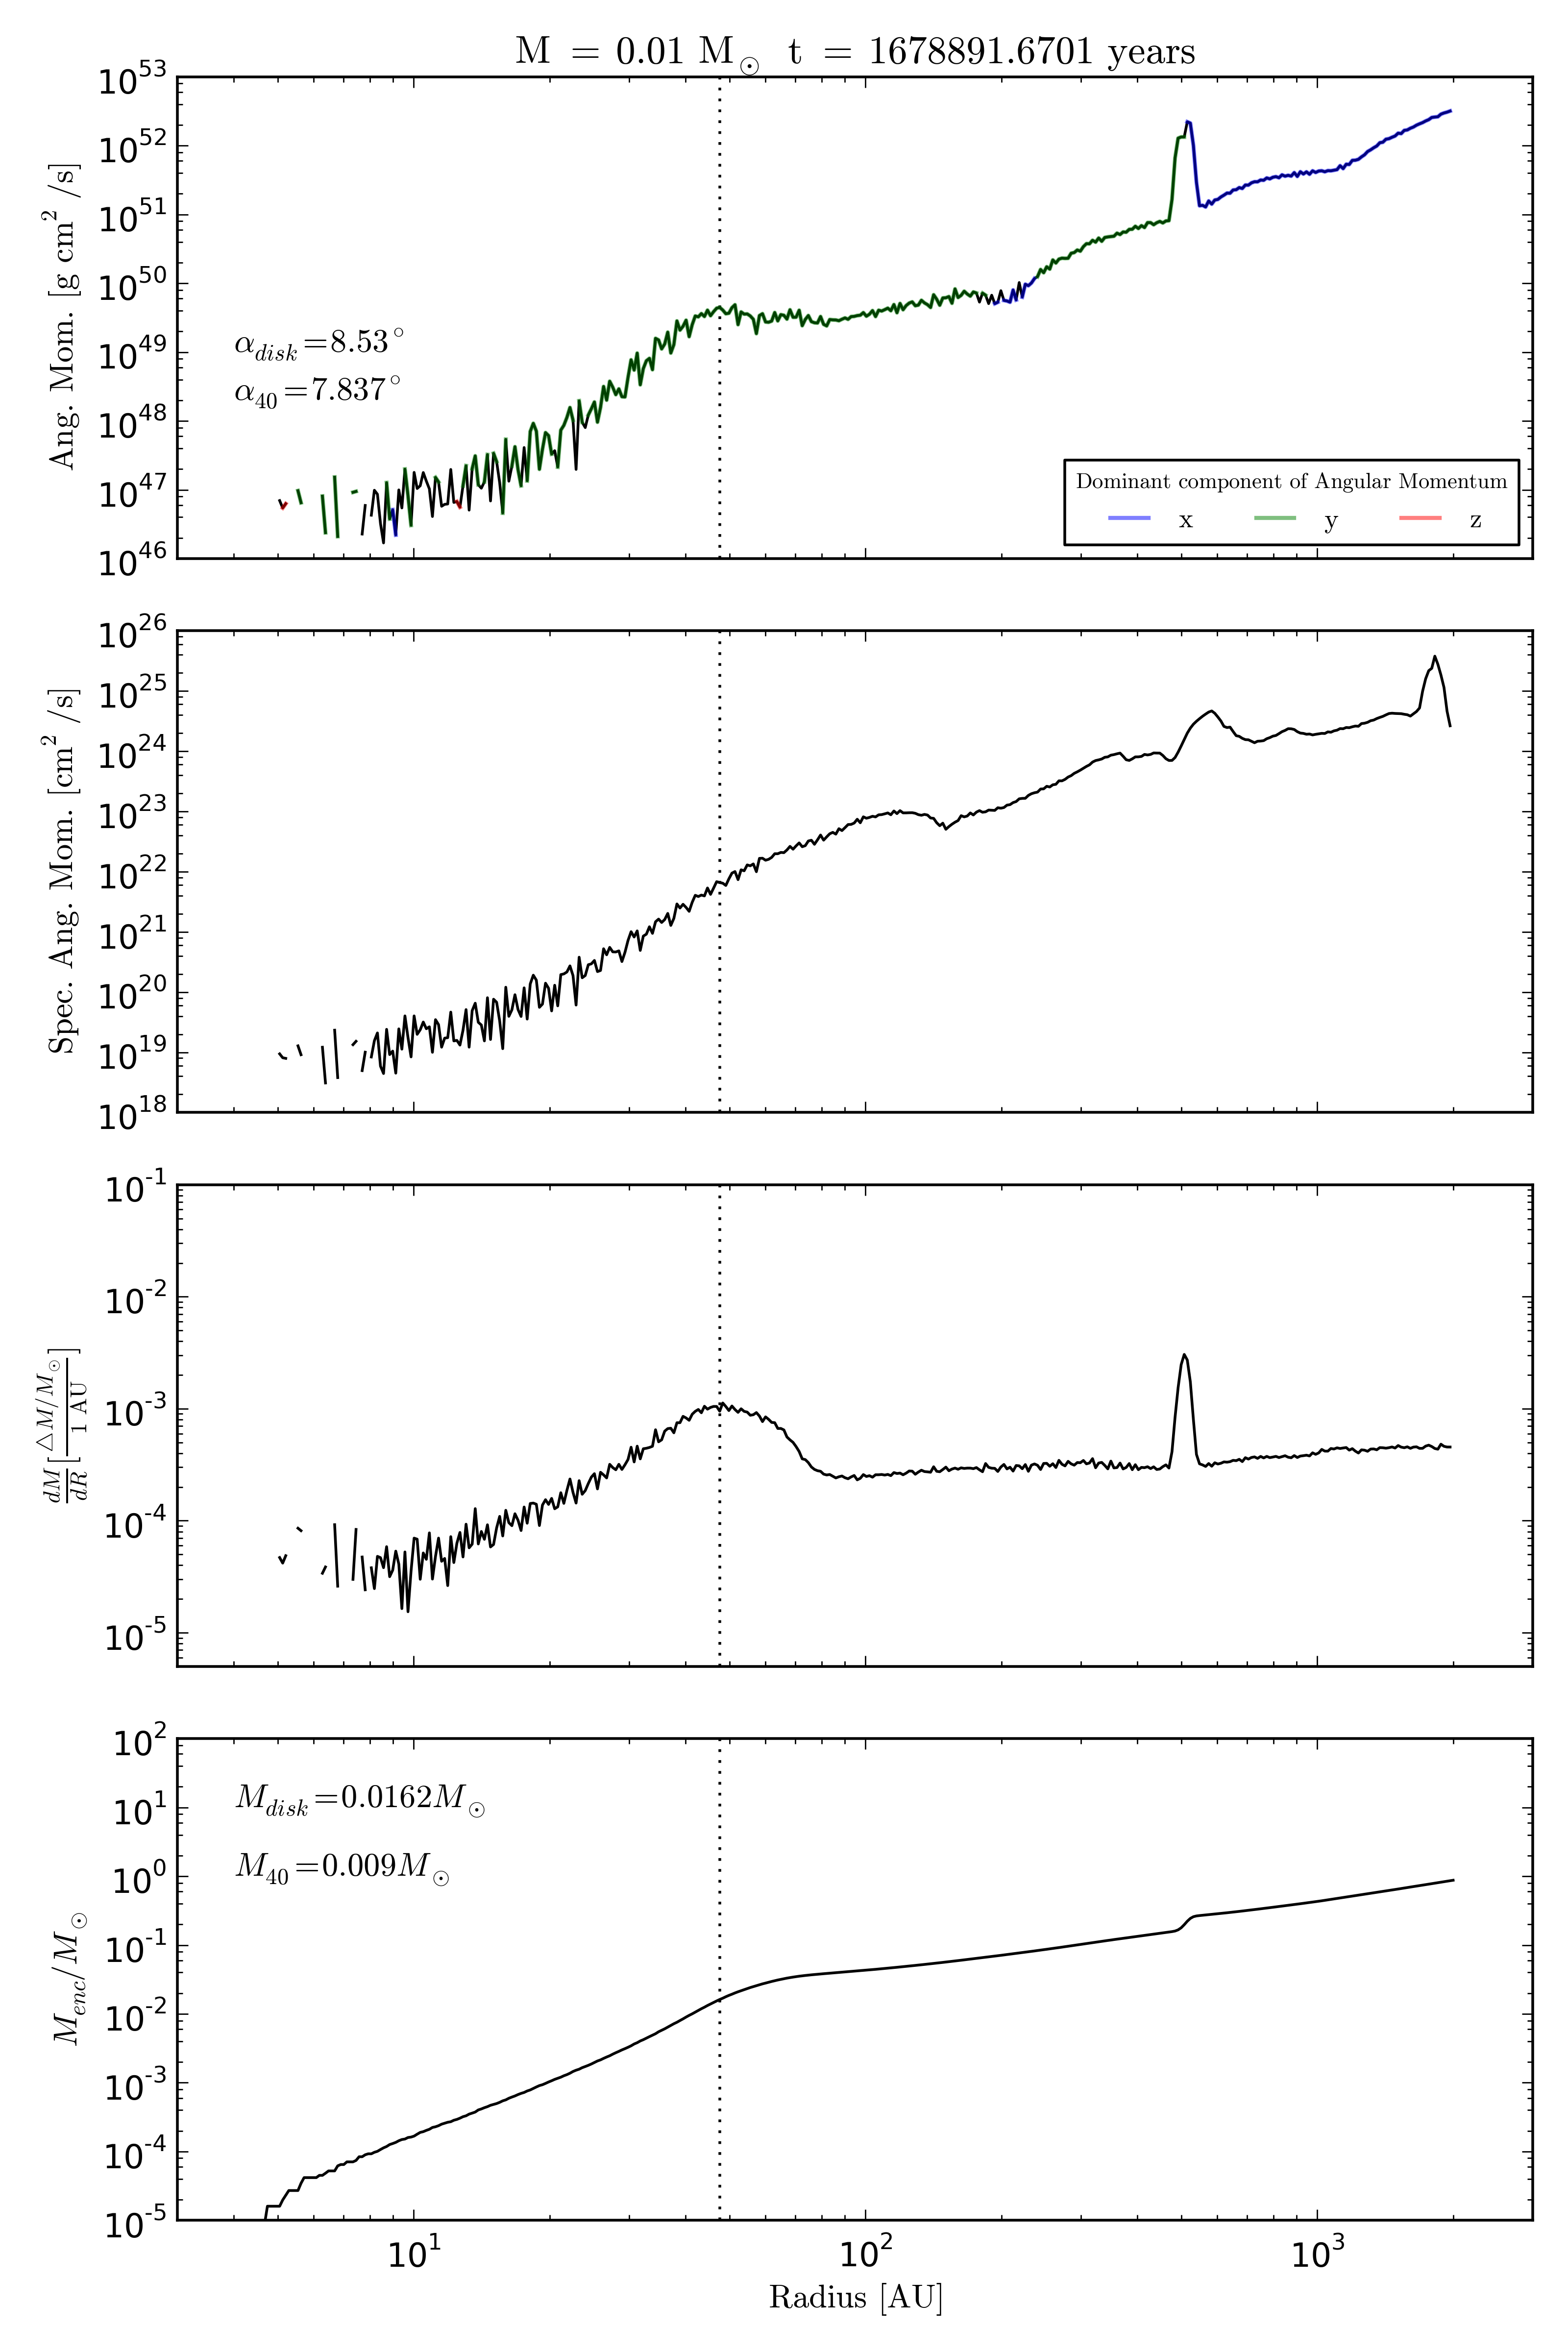 M = 0.01 M⊙ t = 1678891.6701 years
10^53
10^52
10^51
10^50
10^49
10^48
10^47
10^46
Ang. Mom. [g cm^2 /s]
α_disk = 8.53°
α_40 = 7.837°
Dominant component of Angular Momentum
x y z
10^26
10^25
10^24
10^23
10^22
10^21
10^20
10^19
10^18
Spec. Ang. Mom. [cm^2 /s]
10^-1
10^-2
10^-3
10^-4
10^-5
dM/dR [△M/M⊙ / 1 AU]
10^2
10^1
10^0
10^-1
10^-2
10^-3
10^-4
10^-5
M_enc/M⊙
M_disk = 0.0162M⊙
M_40 = 0.009M⊙
10^1 10^2 10^3
Radius [AU]